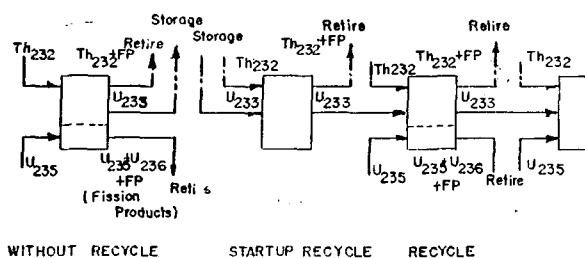 Storage
Storage
Th232
Th232+FP
Retire
U233
U235
U235+U236
+FP
(Fission
Products)
Th232
U233
Th232+FP
Retire
U233
Th232
U235
Th232+FP
Retire
U233
U235+U236
+FP
Retire
Th232
U235
WITHOUT RECYCLE
STARTUP RECYCLE
RECYCLE